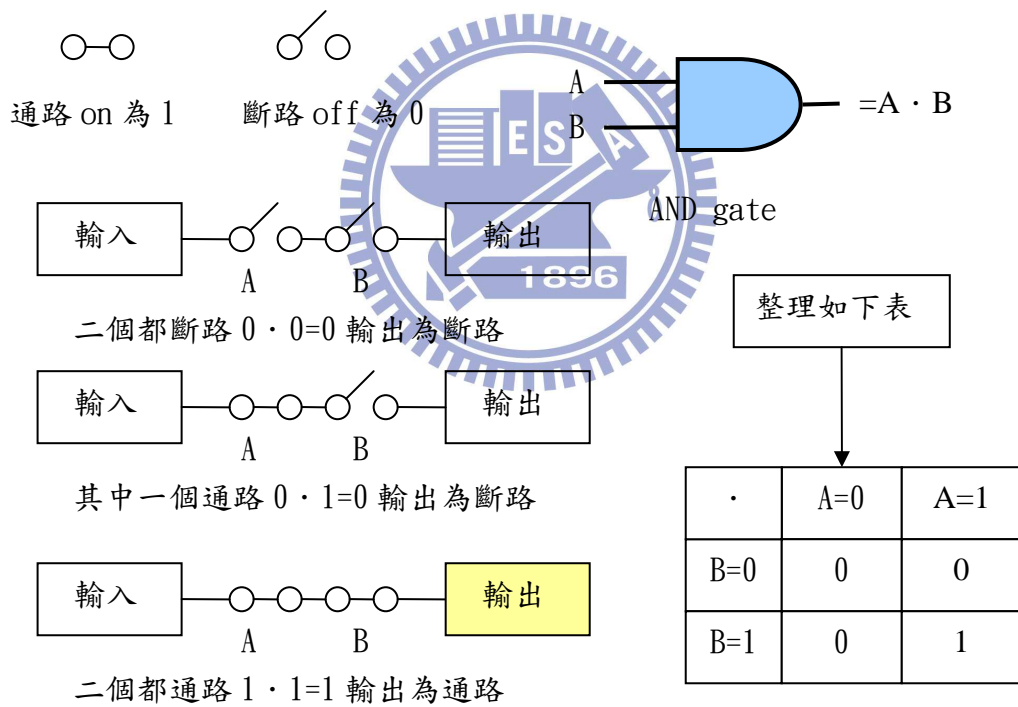 通路 on 為 1
斷路 off 為 0
A
B
=A · B
AND gate
E S A
1896
輸入
輸出
A B
二個都斷路 0 · 0=0 輸出為斷路
輸入
輸出
A B
其中一個通路 0 · 1=0 輸出為斷路
輸入
輸出
A B
二個都通路 1 · 1=1 輸出為通路
整理如下表
· A=0 A=1
B=0 0 0
B=1 0 1